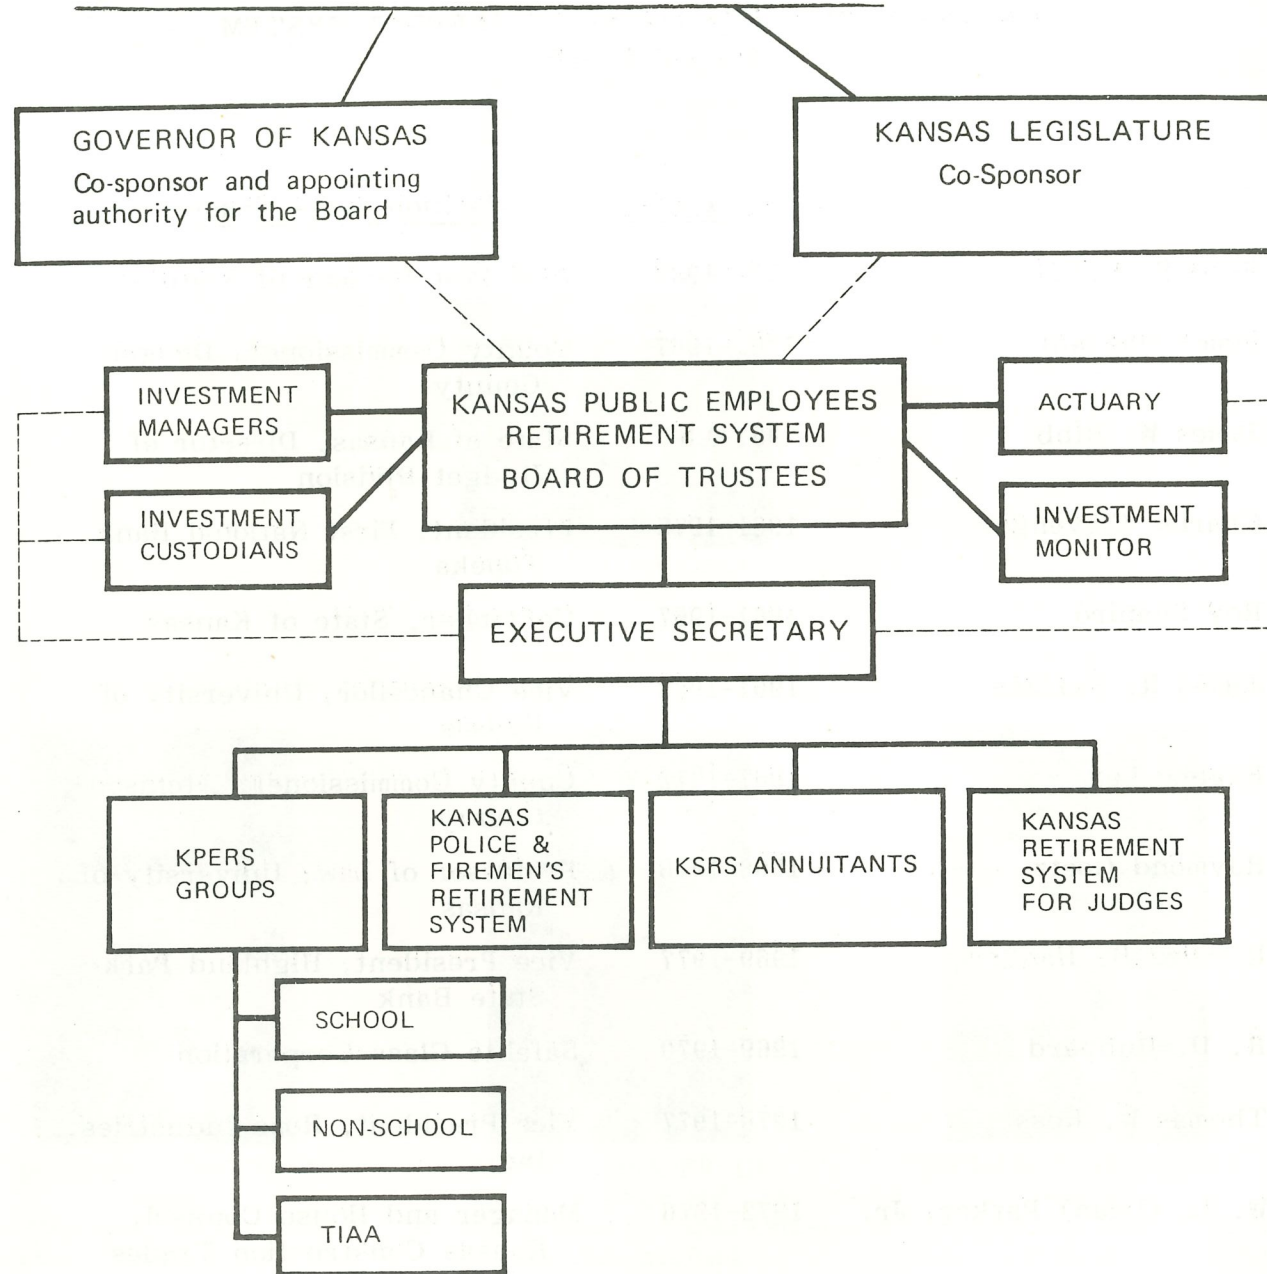 GOVERNOR OF KANSAS
Co-sponsor and appointing
authority for the Board
KANSAS LEGISLATURE
Co-Sponsor
INVESTMENT
MANAGERS
KANSAS PUBLIC EMPLOYEES
RETIREMENT SYSTEM
BOARD OF TRUSTEES
ACTUARY
INVESTMENT
CUSTODIANS
INVESTMENT
MONITOR
EXECUTIVE SECRETARY
KPERS
GROUPS
KANSAS
POLICE &
FIREMEN'S
RETIREMENT
SYSTEM
KSRS ANNUITANTS
KANSAS
RETIREMENT
SYSTEM
FOR JUDGES
SCHOOL
NON-SCHOOL
TIAA